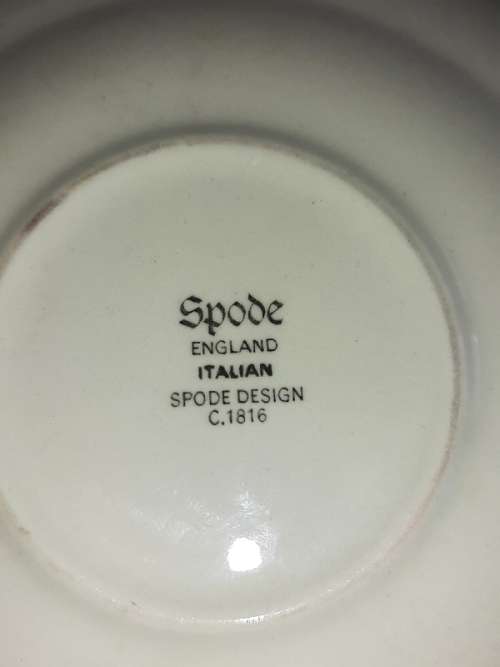 Spode
ENGLAND
ITALIAN
SPODE DESIGN
C.1816